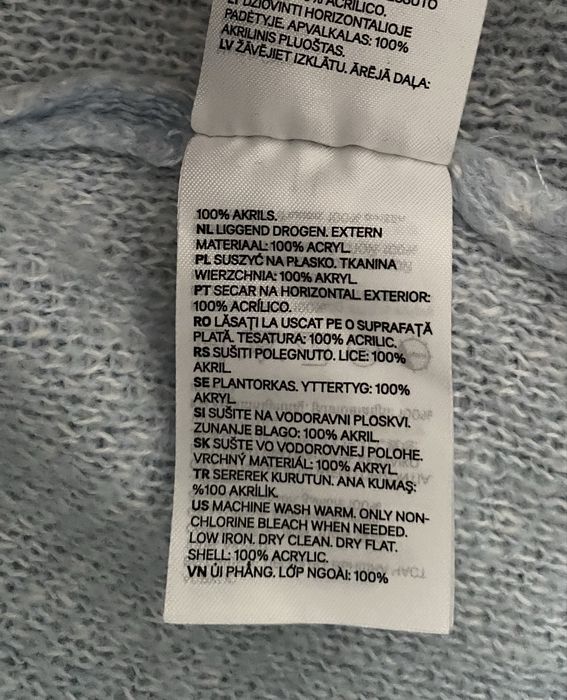 ACRILICO.
DŽIOVINTI HORIZONTALIOJE
PADĖTYJE. APVALKALAS: 100%
AKRILINIS PLUOŠTAS.
LV ŽĀVĒJIET IZKLĀTU. ĀRĒJĀ DAĻA:
100% AKRILS.
NL LIGGEND DROGEN. EXTERN
MATERIAAL: 100% ACRYL.
PL SUSZYĆ NA PŁASKO. TKANINA
WIERZCHNIA: 100% AKRYL
PT SECAR NA HORIZONTAL. EXTERIOR:
100% ACRÍLICO.
RO LĂSAȚI LA USCAT PE O SUPRAFAȚĂ
PLATĂ. TESATURA: 100% ACRILIC.
RS SUŠITI POLEGNUTO. LICE: 100%
AKRIL.
SE PLANTORKAS. YTTERTYG: 100%
AKRYL.
SI SUŠITE NA VODORAVNI PLOSKVI.
ZUNANJE BLAGO: 100% AKRIL.
SK SUŠTE VO VODOROVNEJ POLOHE.
VRCHNÝ MATERIÁL: 100% AKRYL
TR SEREREK KURUTUN. ANA KUMAŞ:
%100 AKRİLİK.
US MACHINE WASH WARM. ONLY NON-
CHLORINE BLEACH WHEN NEEDED.
LOW IRON. DRY CLEAN. DRY FLAT.
SHELL: 100% ACRYLIC.
VN ỦI PHẲNG. LỚP NGOÀI: 100%